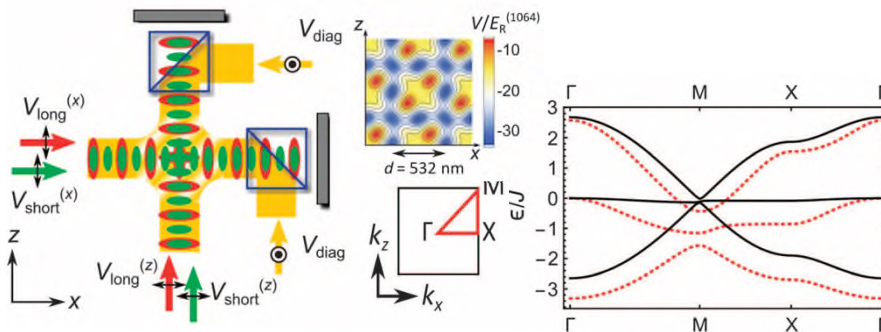 V_diag
V_long^(x)
V_short^(x)
V_diag
V_long^(z)
V_short^(z)
z
x
z
V/E_R^(1064)
-10
-20
-30
x
d = 532 nm
M
Γ
X
k_z
k_x
Γ
M
X
Γ
3
2
1
0
-1
-2
-3
ϵ/J
Γ
M
X
Γ